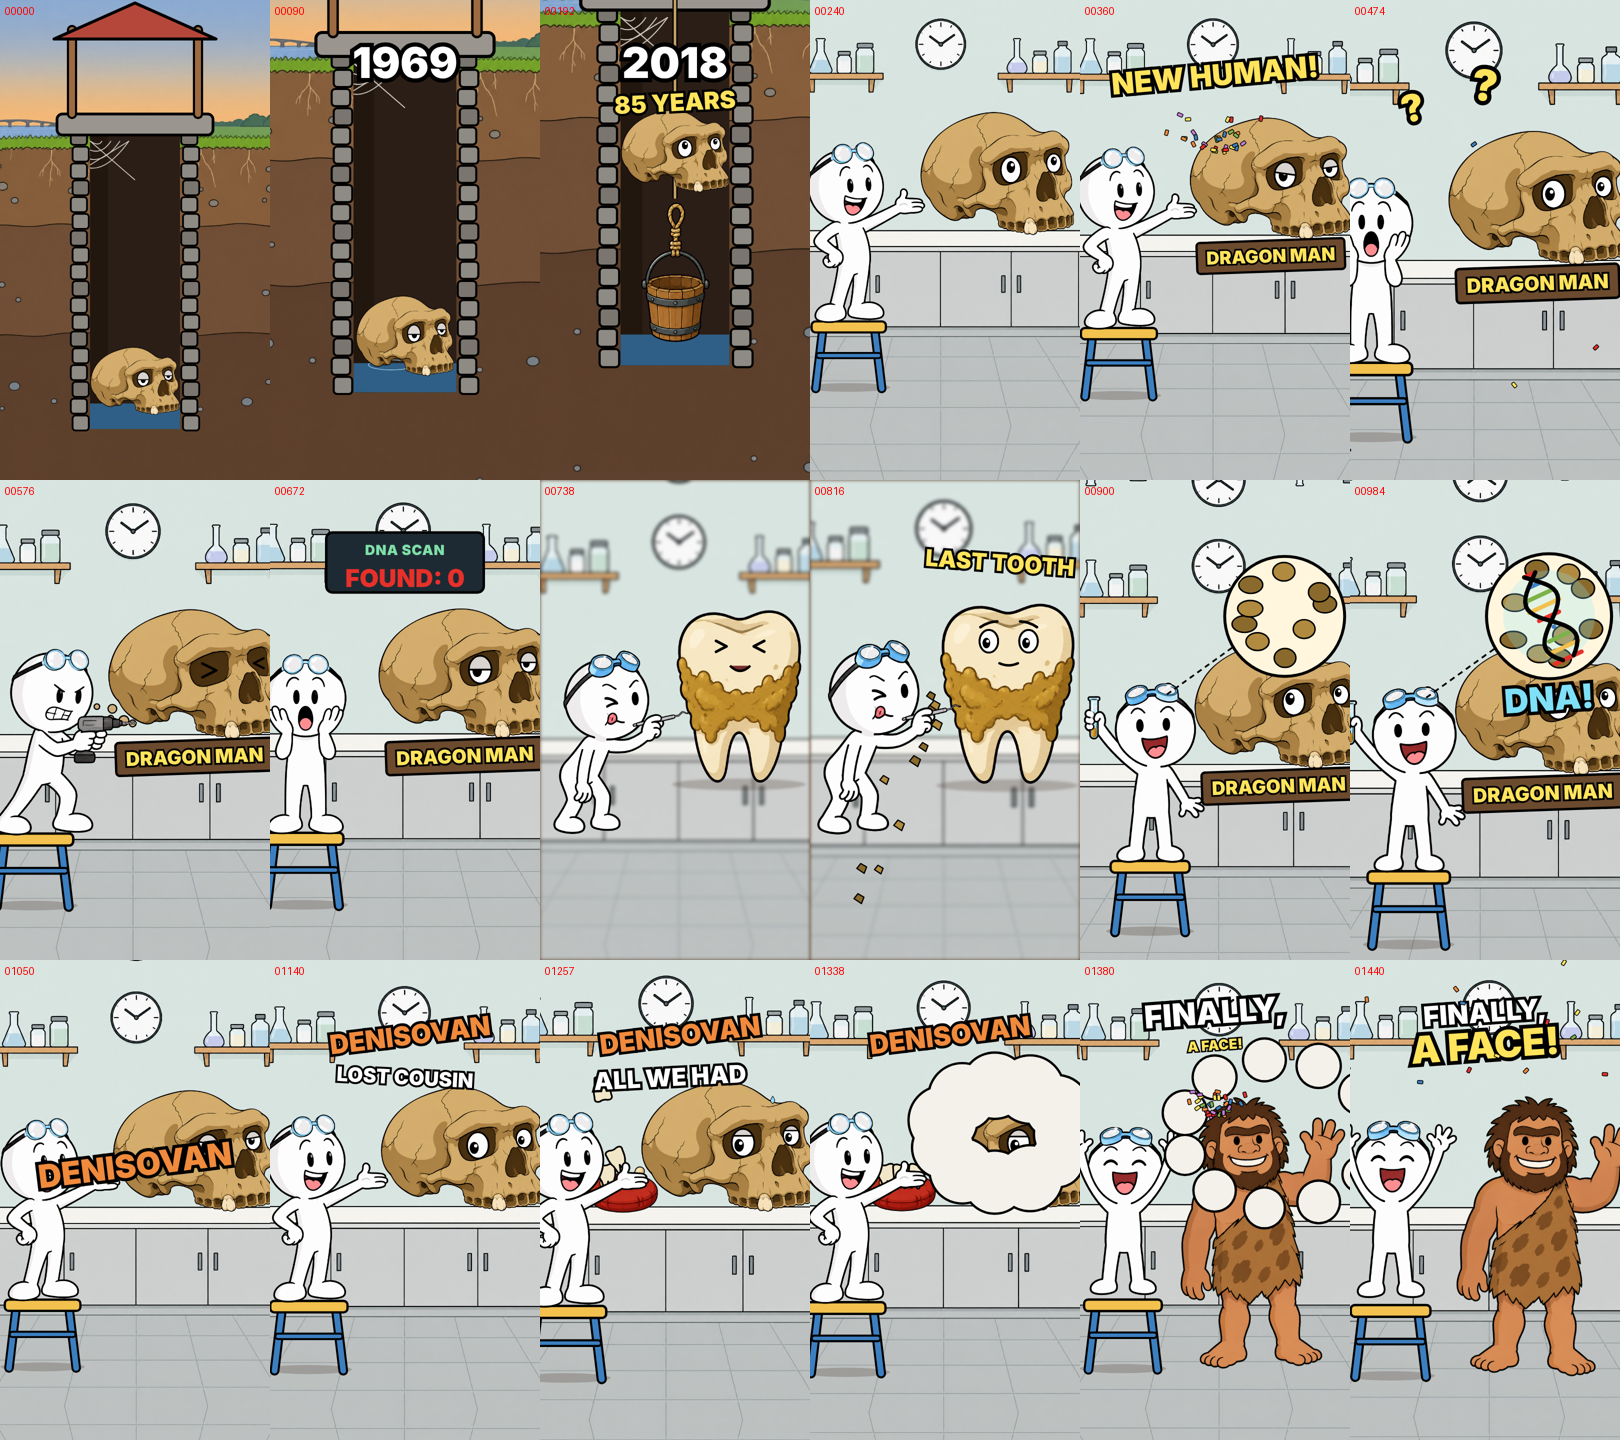 00000
00090
1969
00192
2018
85 YEARS
00240
00360
NEW HUMAN!
DRAGON MAN
00474
?
?
DRAGON MAN
00576
DRAGON MAN
00672
DNA SCAN
FOUND: 0
DRAGON MAN
00738
00816
LAST TOOTH
00900
DRAGON MAN
00984
DNA!
DRAGON MAN
01050
DENISOVAN
01140
DENISOVAN
LOST COUSIN
01257
DENISOVAN
ALL WE HAD
01338
DENISOVAN
01380
FINALLY,
A FACE!
01440
FINALLY,
A FACE!